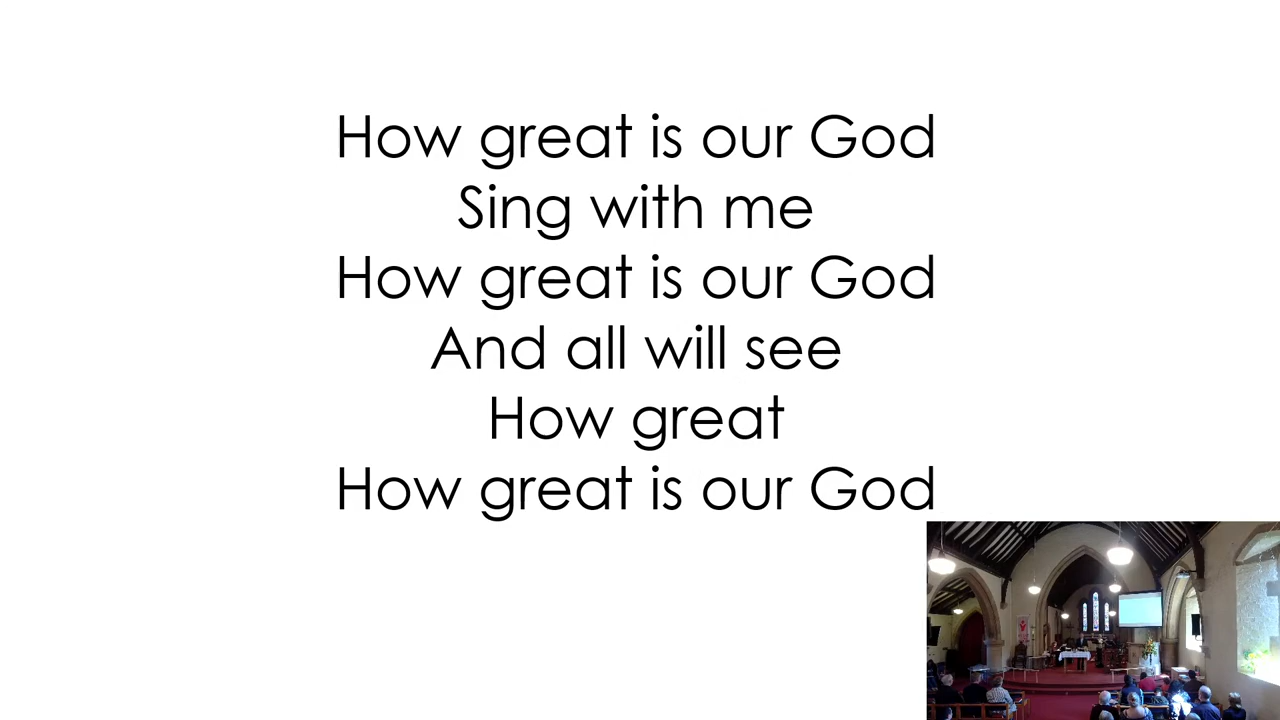 How great is our God
Sing with me
How great is our God
And all will see
How great
How great is our God